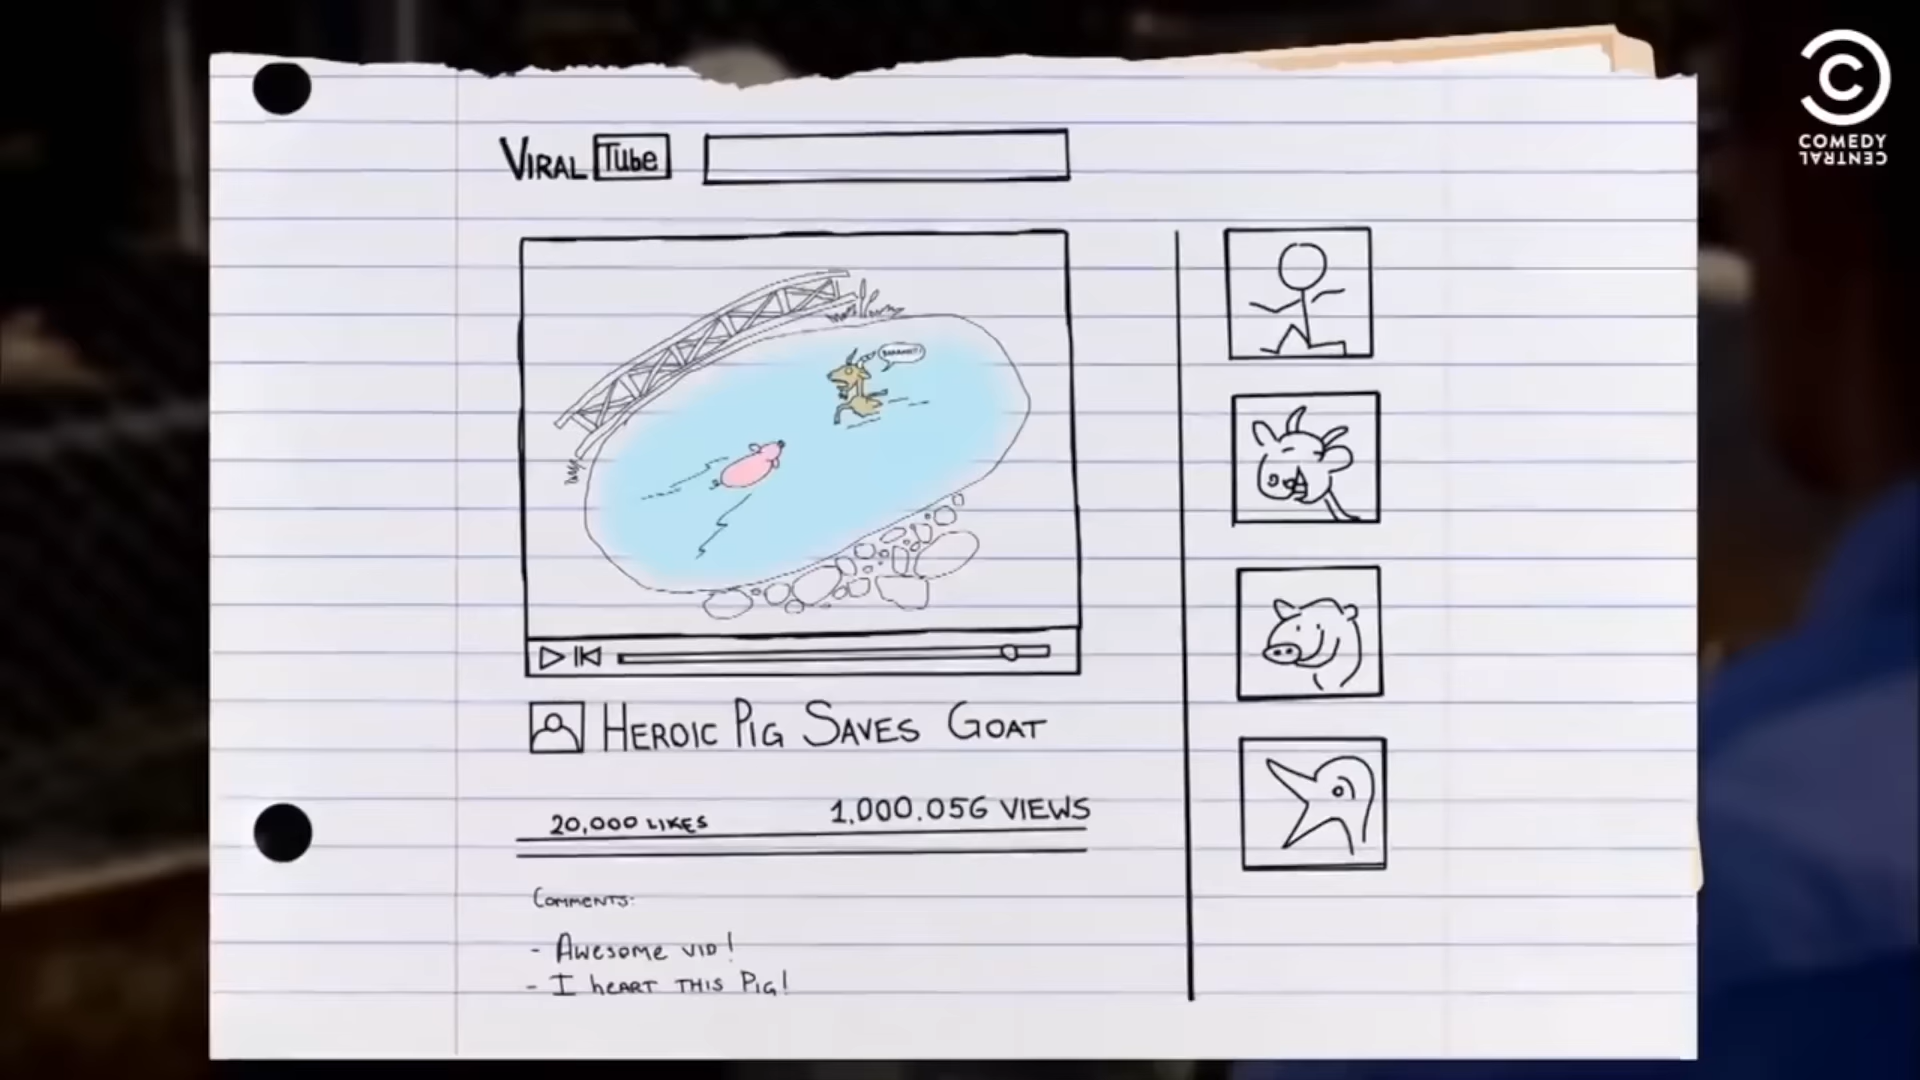 COMEDY
CENTRAL
VIRAL Tube
HEROIC PIG SAVES GOAT
20,000 LIKES
1,000,056 VIEWS
COMMENTS:
- AWESOME VID!
- I HEART THIS PIG!